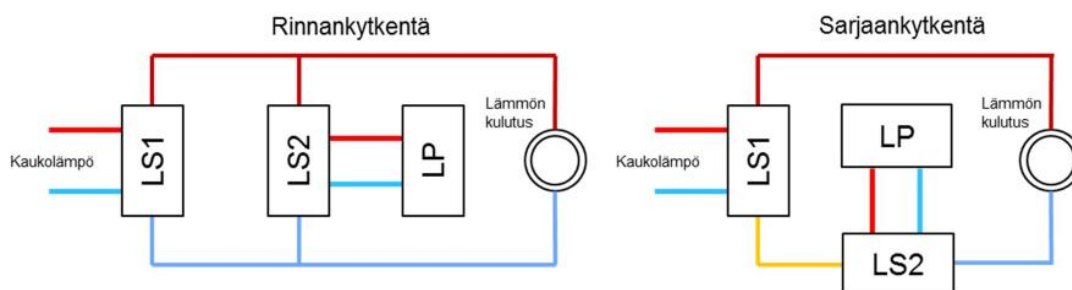 Rinnankytkentä
LS1
LS2
LP
Lämmön
kulutus
Kaukolämpö
Sarjaankytkentä
LS1
LP
Lämmön
kulutus
Kaukolämpö
LS2